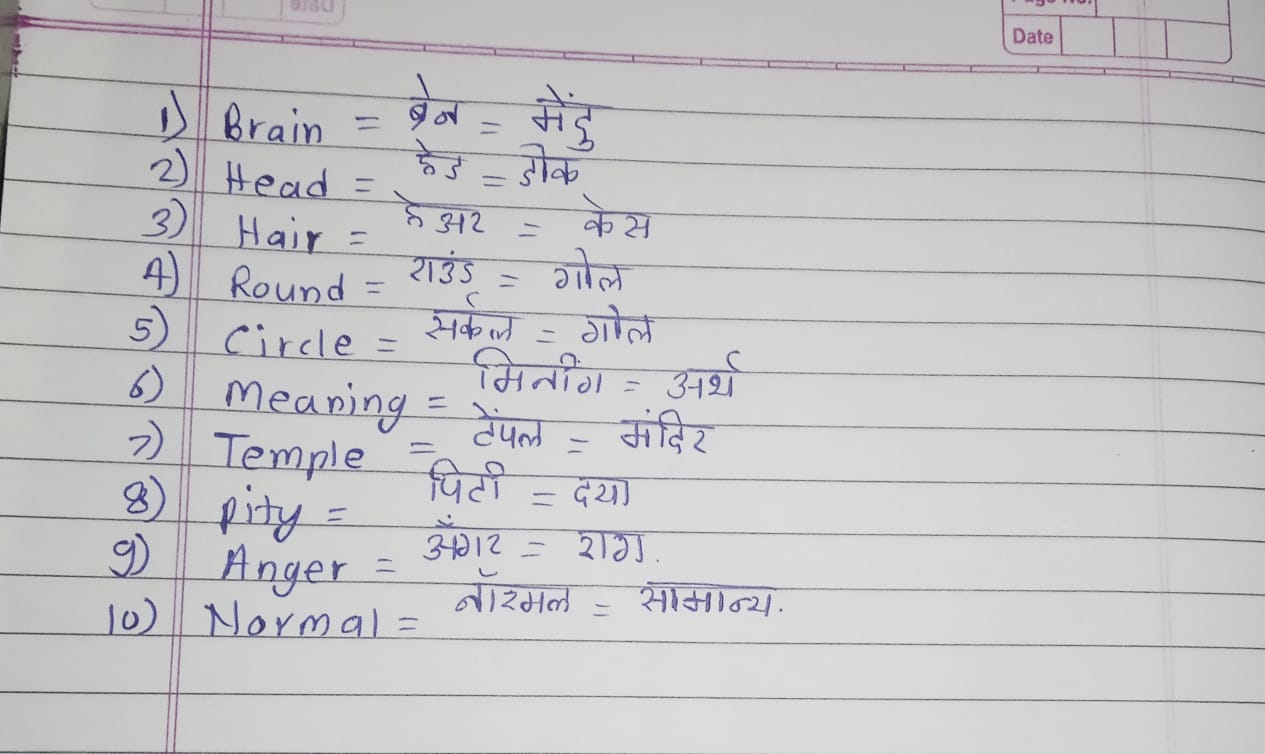 Date
1) Brain = ब्रेन = मेंदु
2) Head = हेड = डोकं
3) Hair = हेअर = केस
4) Round = राउंड = गोल
5) Circle = सर्कल = गोल
6) Meaning = मिनींग = अर्थ
7) Temple = टेंपल = मंदिर
8) pity = पिटी = दया
9) Anger = अँगर = राग.
10) Normal = नॉरमल = सामान्य.